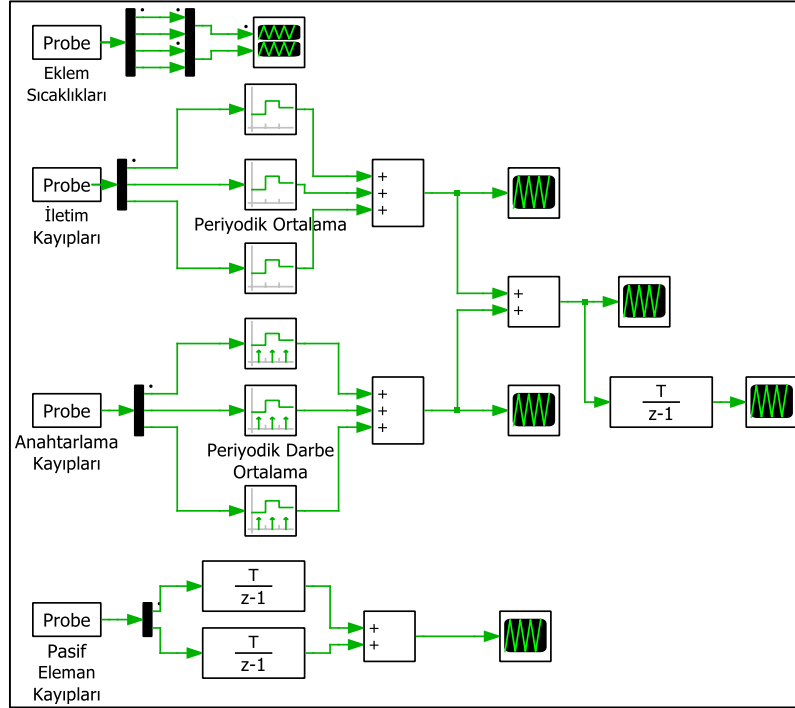 Probe
Eklem
Sıcaklıkları
Probe
İletim
Kayıpları
Periyodik Ortalama
+
+
+
+
+
T
z-1
Probe
Anahtarlama
Kayıpları
Periyodik Darbe
Ortalama
+
+
+
Probe
Pasif
Eleman
Kayıpları
T
z-1
T
z-1
+
+